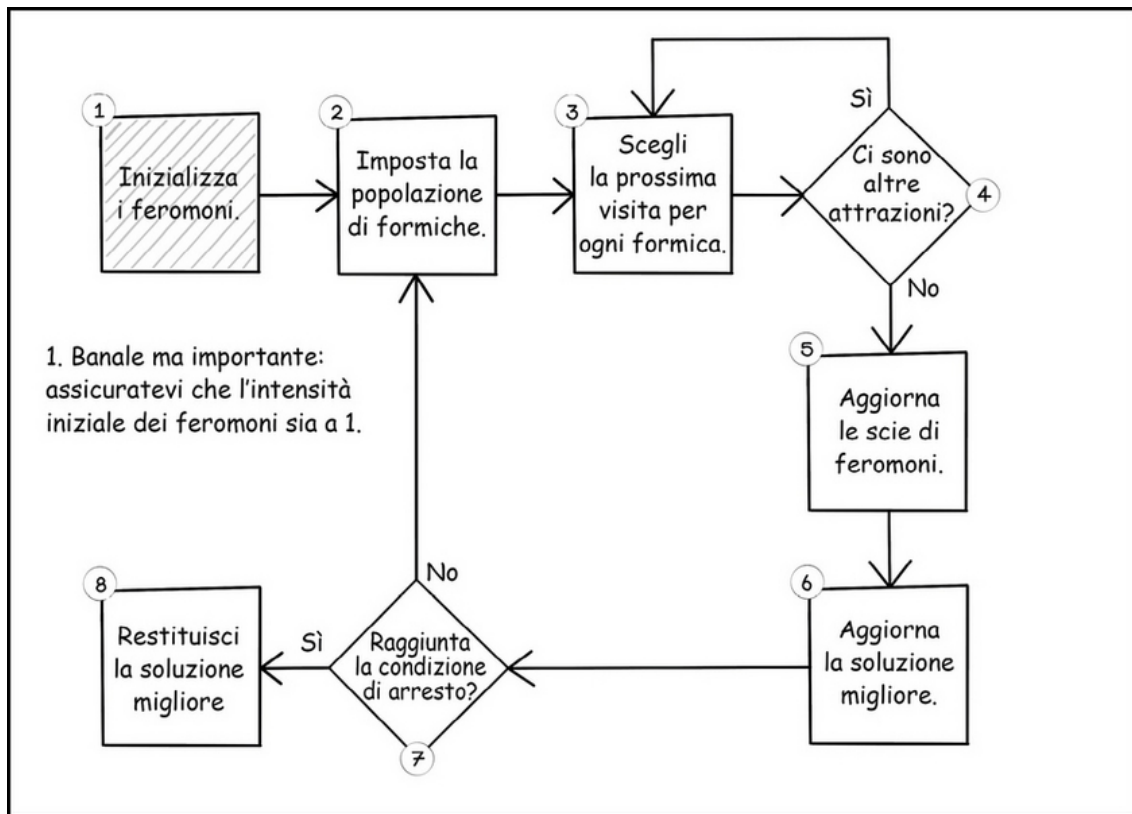 1
Inizializza
i feromoni.
2
Imposta la
popolazione
di formiche.
3
Scegli
la prossima
visita per
ogni formica.
Sì
Ci sono
altre
attrazioni?
4
No
5
Aggiorna
le scie di
feromoni.
6
Aggiorna
la soluzione
migliore.
No
Raggiunta
la condizione
di arresto?
7
Sì
8
Restituisci
la soluzione
migliore
1. Banale ma importante:
assicuratevi che l'intensità
iniziale dei feromoni sia a 1.